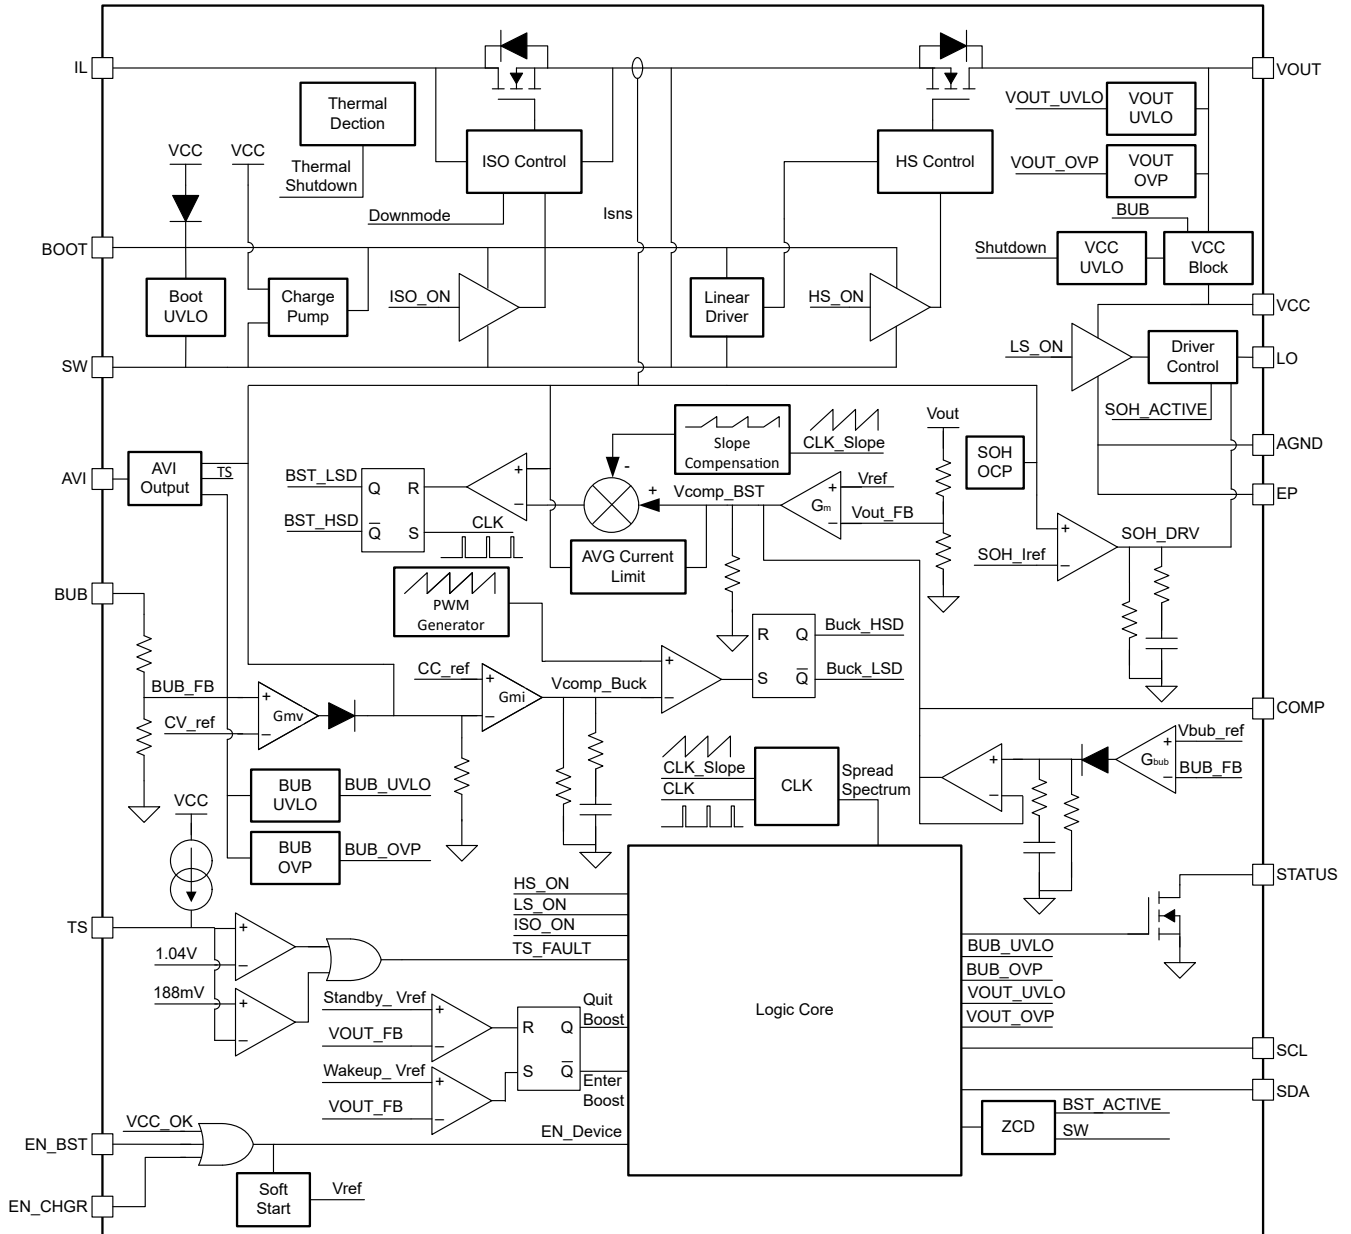 IL
VOUT
Thermal
Dection
Thermal
Shutdown
ISO Control
Downmode
Isns
HS Control
VOUT_UVLO
VOUT
UVLO
VOUT_OVP
VOUT
OVP
BUB
VCC
VCC
BOOT
Shutdown
VCC
UVLO
VCC
Block
Boot
UVLO
Charge
Pump
ISO_ON
Linear
Driver
HS_ON
VCC
SW
LS_ON
Driver
Control
LO
SOH_ACTIVE
AGND
EP
AVI
AVI
Output
TS
BST_LSD
BST_HSD
Q
R
Q
S
CLK
+
−
-
+
Slope
Compensation
CLK_Slope
Vcomp_BST
Gm
Vref
+
Vout_FB
−
Vout
SOH
OCP
SOH_DRV
SOH_Iref
+
−
AVG Current
Limit
BUB
PWM
Generator
R
Q
S
Q
Buck_HSD
Buck_LSD
+
−
BUB_FB
CV_ref
+
−
Gmv
CC_ref
+
−
Gmi
Vcomp_Buck
COMP
Vbub_ref
BUB_FB
+
−
Gbub
+
−
BUB
UVLO
BUB_UVLO
BUB
OVP
BUB_OVP
VCC
CLK_Slope
CLK
CLK
Spread
Spectrum
STATUS
TS
1.04V
188mV
+
−
+
−
HS_ON
LS_ON
ISO_ON
TS_FAULT
Logic Core
BUB_UVLO
BUB_OVP
VOUT_UVLO
VOUT_OVP
Standby_ Vref
VOUT_FB
+
−
Wakeup_ Vref
VOUT_FB
+
−
R
Q
S
Q
Quit
Boost
Enter
Boost
SCL
SDA
ZCD
BST_ACTIVE
SW
VCC_OK
EN_BST
EN_Device
EN_CHGR
Soft
Start
Vref